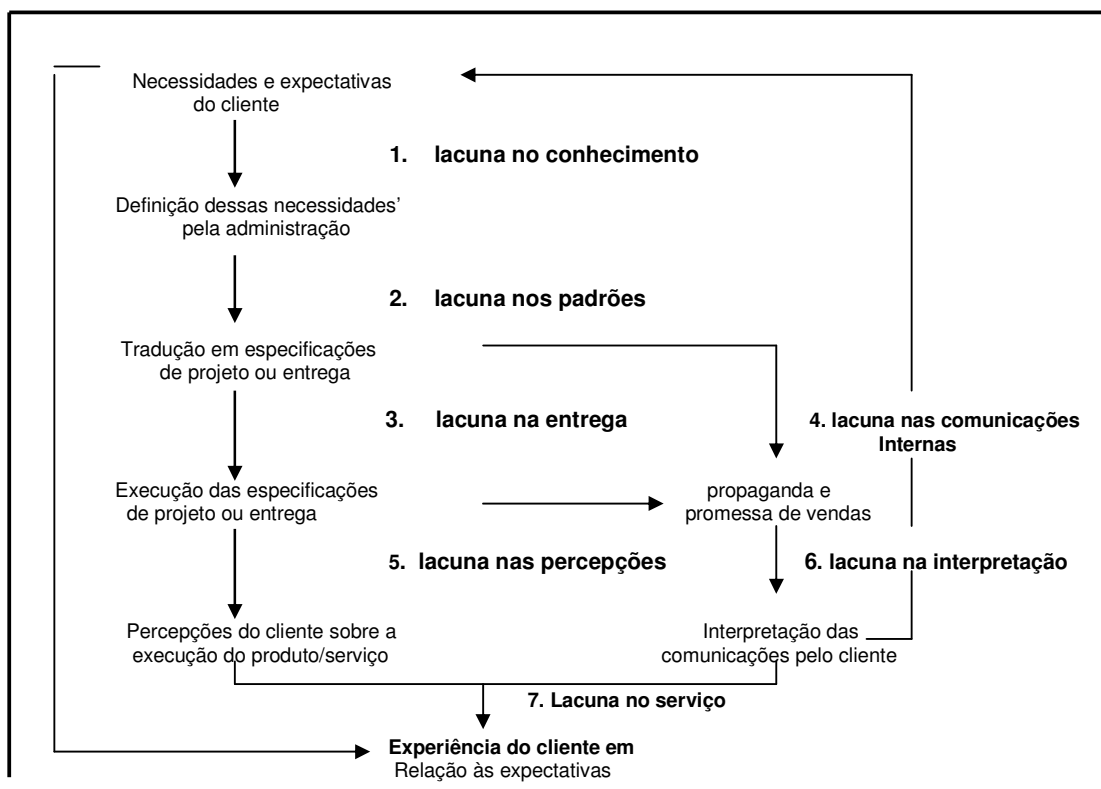 Necessidades e expectativas
do cliente
1. lacuna no conhecimento
Definição dessas necessidades’
pela administração
2. lacuna nos padrões
Tradução em especificações
de projeto ou entrega
3. lacuna na entrega
4. lacuna nas comunicações
Internas
Execução das especificações
de projeto ou entrega
propaganda e
promessa de vendas
5. lacuna nas percepções
6. lacuna na interpretação
Percepções do cliente sobre a
execução do produto/serviço
Interpretação das
comunicações pelo cliente
7. Lacuna no serviço
Experiência do cliente em
Relação às expectativas